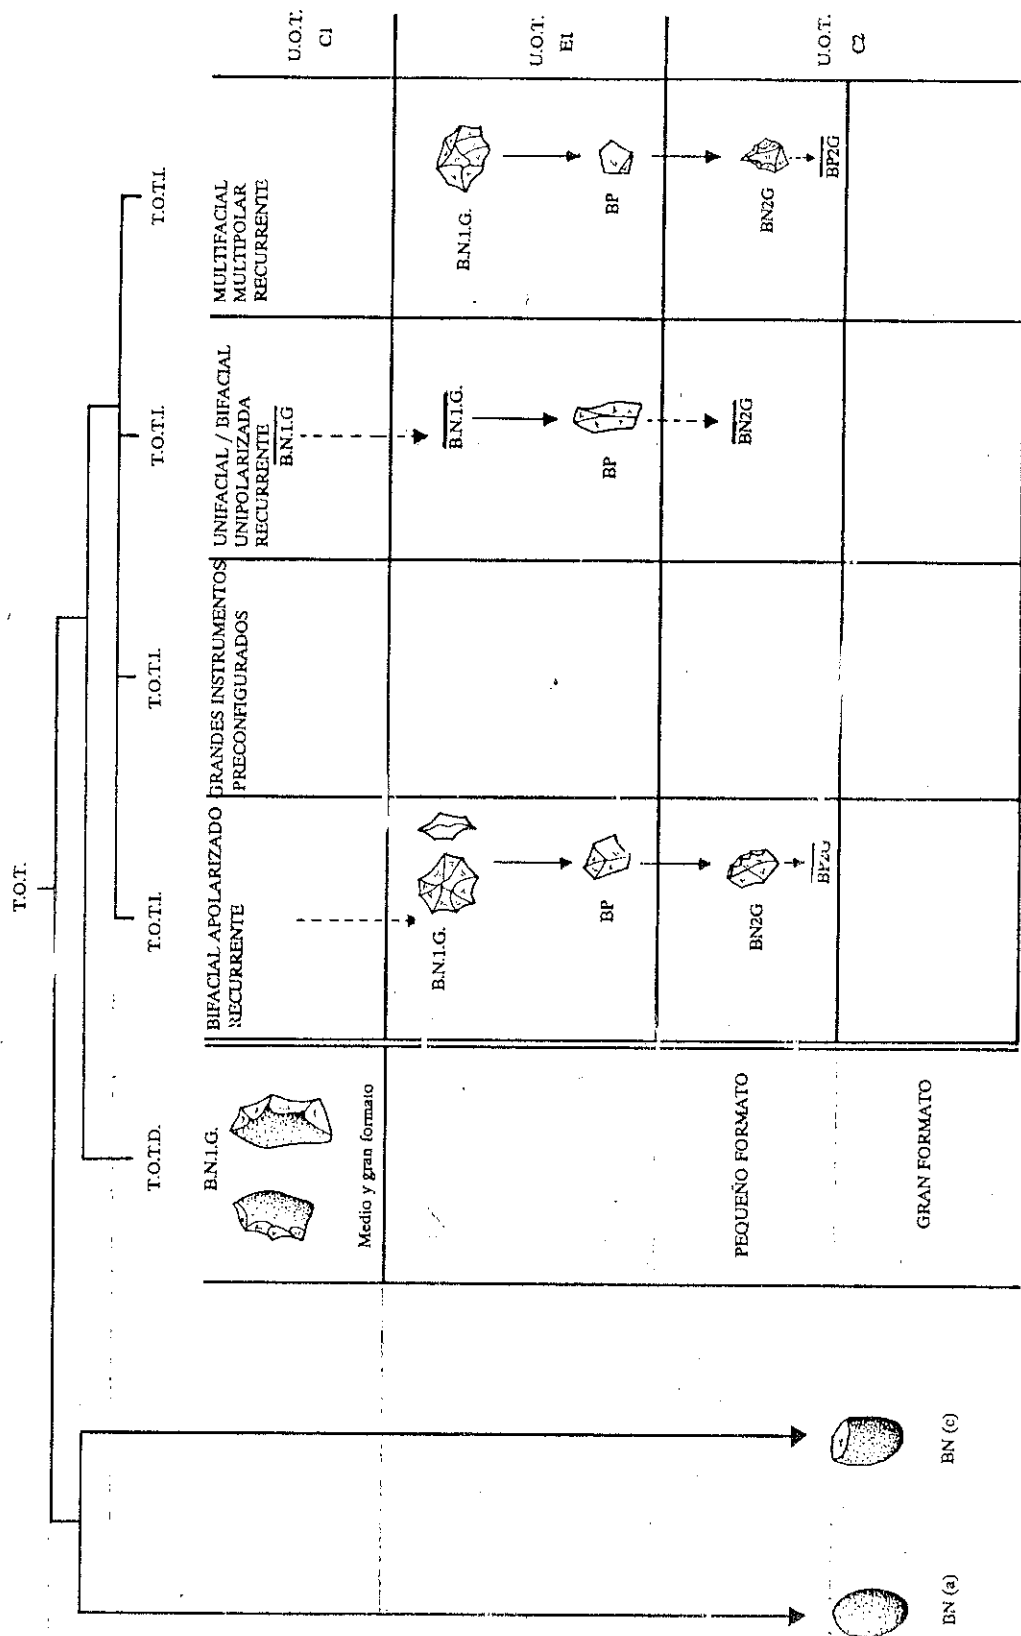 T.O.T.
T.O.T.D.
T.O.T.I.
T.O.T.I.
T.O.T.I.
T.O.T.I.
B.N.1.G.
Medio y gran formato
BIFACIAL APOLARIZADO
RECURRENTE
GRANDES INSTRUMENTOS
PRECONFIGURADOS
UNIFACIAL / BIFACIAL
UNIPOLARIZADA
RECURRENTE
B.N.1.G
MULTIFACIAL
MULTIPOLAR
RECURRENTE
U.O.T.
C1
B.N.1.G.
BP
B.N.1.G.
BP
B.N.1.G.
BP
U.O.T.
E1
PEQUEÑO FORMATO
BN2G
BP2G
BN2G
BN2G
BP2G
U.O.T.
C2
GRAN FORMATO
BN (a)
BN (c)